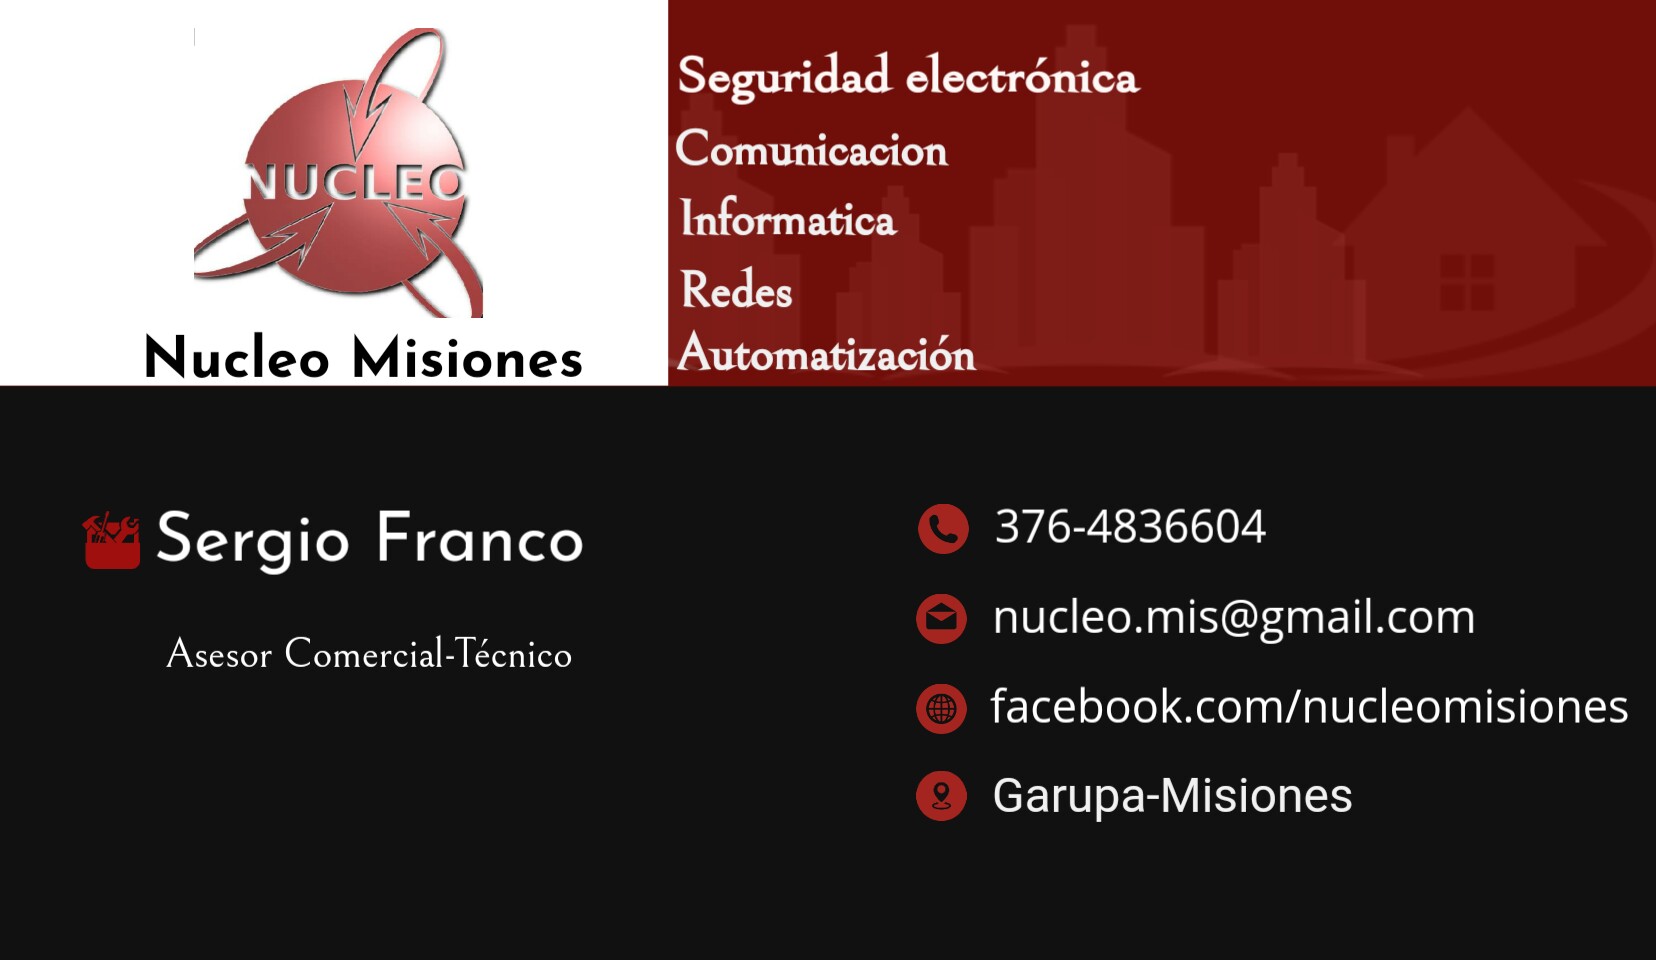 NUCLEO
Nucleo Misiones
Seguridad electrónica
Comunicacion
Informatica
Redes
Automatización
Sergio Franco
Asesor Comercial-Técnico
376-4836604
nucleo.mis@gmail.com
facebook.com/nucleomisiones
Garupa-Misiones